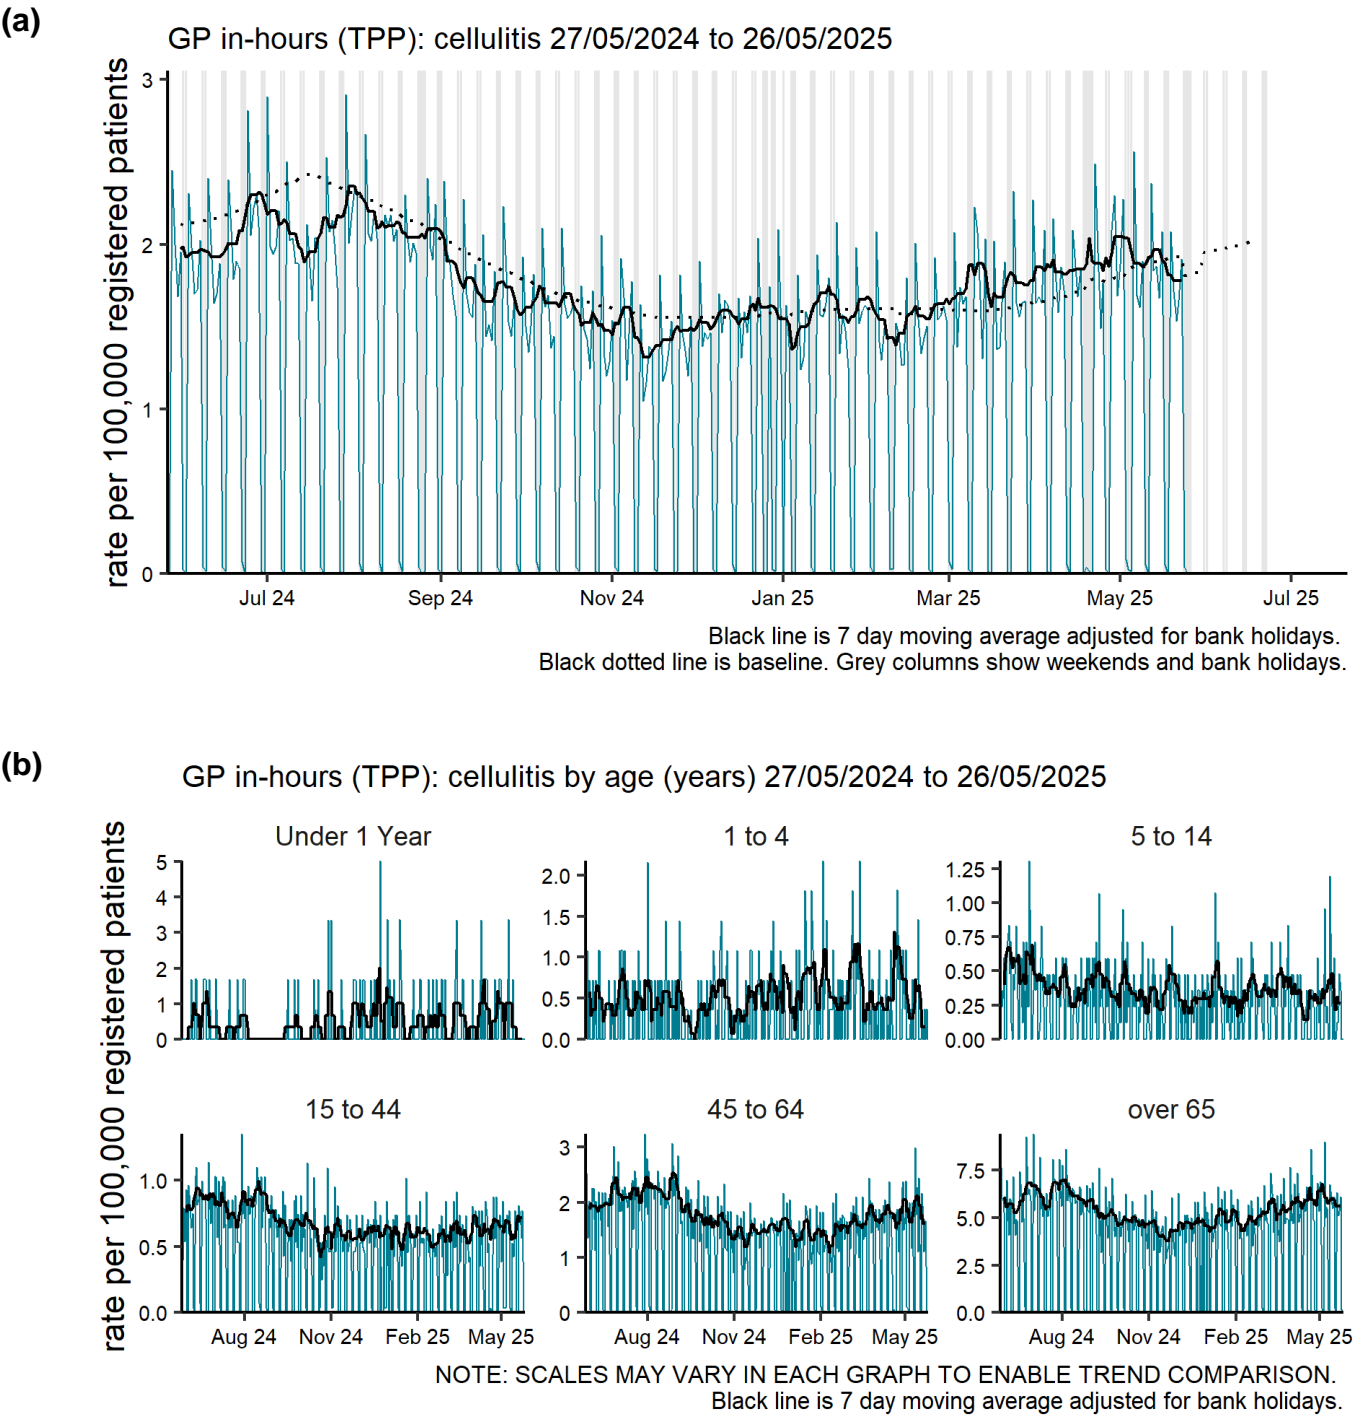 (a)
GP in-hours (TPP): cellulitis 27/05/2024 to 26/05/2025
rate per 100,000 registered patients
3
2
1
0
Jul 24 Sep 24 Nov 24 Jan 25 Mar 25 May 25 Jul 25
Black line is 7 day moving average adjusted for bank holidays.
Black dotted line is baseline. Grey columns show weekends and bank holidays.
(b)
GP in-hours (TPP): cellulitis by age (years) 27/05/2024 to 26/05/2025
rate per 100,000 registered patients
Under 1 Year
5
4
3
2
1
0
1 to 4
2.0
1.5
1.0
0.5
0.0
5 to 14
1.25
1.00
0.75
0.50
0.25
0.00
15 to 44
1.0
0.5
0.0
Aug 24 Nov 24 Feb 25 May 25
45 to 64
3
2
1
0
Aug 24 Nov 24 Feb 25 May 25
over 65
7.5
5.0
2.5
0.0
Aug 24 Nov 24 Feb 25 May 25
NOTE: SCALES MAY VARY IN EACH GRAPH TO ENABLE TREND COMPARISON.
Black line is 7 day moving average adjusted for bank holidays.